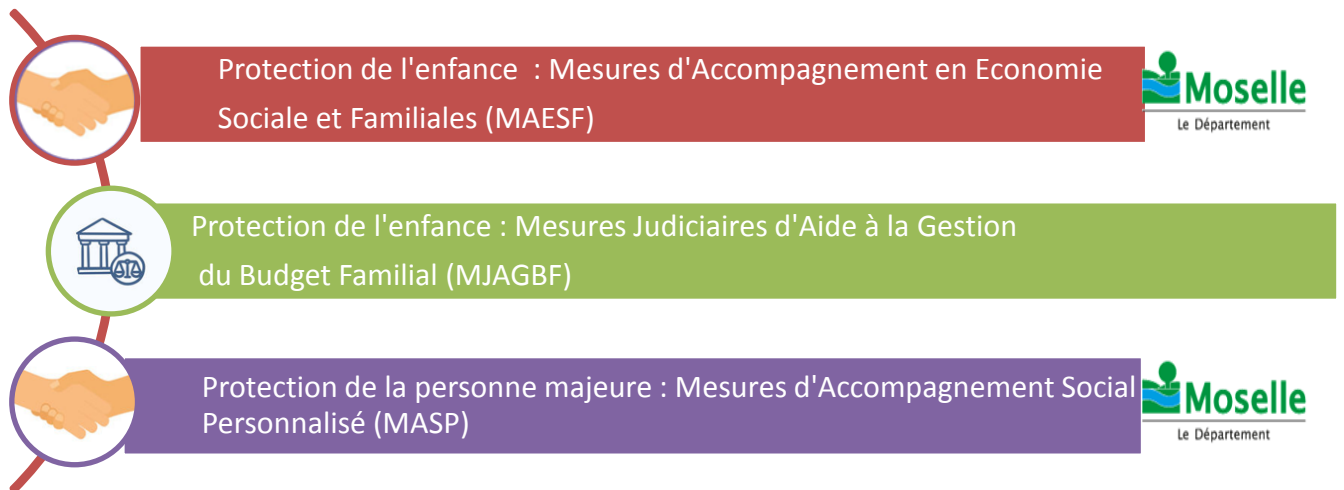 Protection de l'enfance : Mesures d'Accompagnement en Economie
Sociale et Familiales (MAESF)
Moselle
Le Département
Protection de l'enfance : Mesures Judiciaires d'Aide à la Gestion
du Budget Familial (MJAGBF)
Protection de la personne majeure : Mesures d'Accompagnement Social
Personnalisé (MASP)
Moselle
Le Département